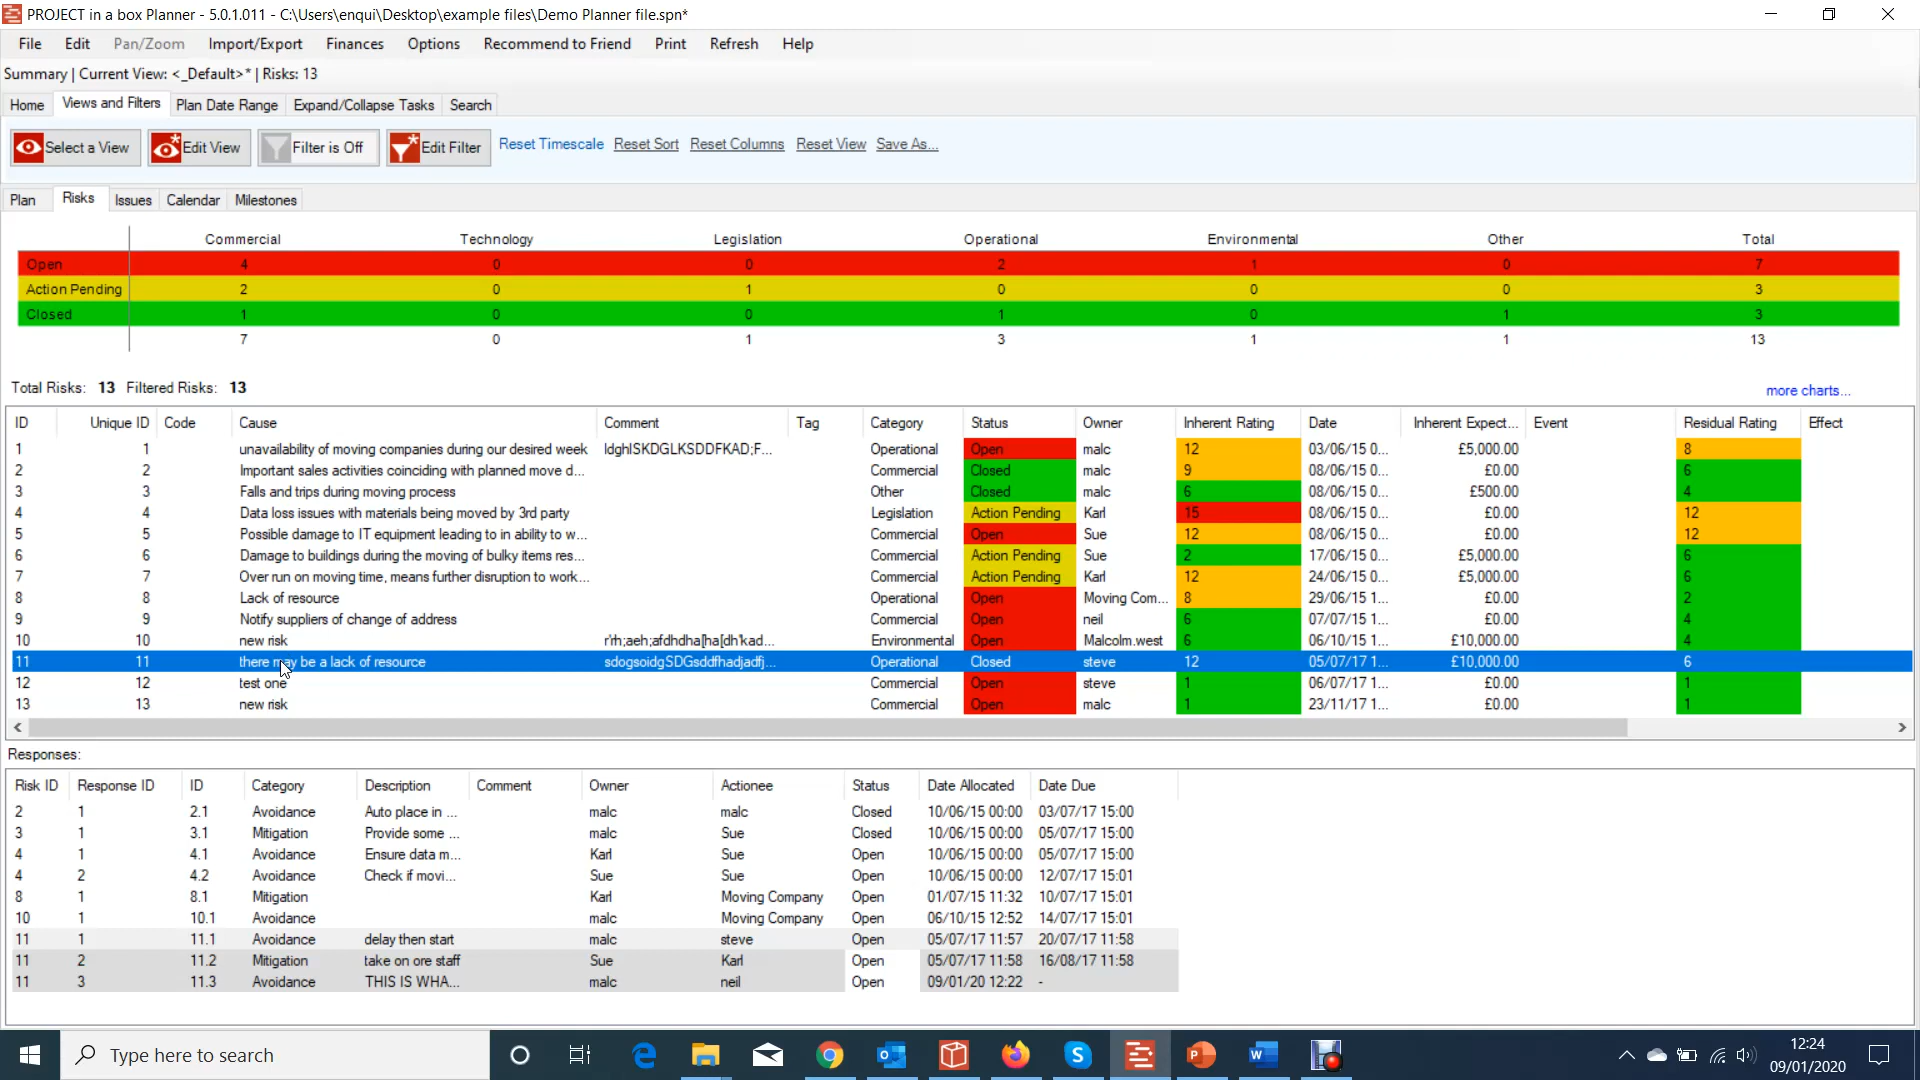 PROJECT in a box Planner - 5.0.1.011 - C:\Users\enqui\Desktop\example files\Demo Planner file.spn*
File Edit Pan/Zoom Import/Export Finances Options Recommend to Friend Print Refresh Help
Summary | Current View: <_Default>* | Risks: 13
Home Views and Filters Plan Date Range Expand/Collapse Tasks Search
Select a View Edit View Filter is Off Edit Filter Reset Timescale Reset Sort Reset Columns Reset View Save As...
Plan Risks Issues Calendar Milestones
Commercial Technology Legislation Operational Environmental Other Total
Open 4 0 0 2 1 0 7
Action Pending 2 0 1 0 0 0 3
Closed 1 0 0 1 0 1 3
7 0 1 3 1 1 13
Total Risks: 13 Filtered Risks: 13
more charts...
ID Unique ID Code Cause Comment Tag Category Status Owner Inherent Rating Date Inherent Expect... Event Residual Rating Effect
1 1 unavailability of moving companies during our desired week ldghlSKDGLKSDDFKAD;F... Operational Open malc 12 03/06/15 0... £5,000.00 8
2 2 Important sales activities coinciding with planned move d... Commercial Closed malc 9 08/06/15 0... £0.00 6
3 3 Falls and trips during moving process Other Closed malc 6 08/06/15 0... £500.00 4
4 4 Data loss issues with materials being moved by 3rd party Legislation Action Pending Karl 15 08/06/15 0... £0.00 12
5 5 Possible damage to IT equipment leading to in ability to w... Commercial Open Sue 12 08/06/15 0... £0.00 12
6 6 Damage to buildings during the moving of bulky items res... Commercial Action Pending Sue 2 17/06/15 0... £5,000.00 6
7 7 Over run on moving time, means further disruption to work... Commercial Action Pending Karl 12 24/06/15 0... £5,000.00 6
8 8 Lack of resource Operational Open Moving Com... 8 29/06/15 1... £0.00 2
9 9 Notify suppliers of change of address Commercial Open neil 6 07/07/15 1... £0.00 4
10 10 new risk r'rh;aeh;afdhdha[ha[dh'kad... Environmental Open Malcolm.west 6 06/10/15 1... £10,000.00 4
11 11 there may be a lack of resource sdogsoidgSDGsddfhadjadfj... Operational Closed steve 12 05/07/17 1... £10,000.00 6
12 12 test one Commercial Open steve 1 06/07/17 1... £0.00 1
13 13 new risk Commercial Open malc 1 23/11/17 1... £0.00 1
Responses:
Risk ID Response ID ID Category Description Comment Owner Actionee Status Date Allocated Date Due
2 1 2.1 Avoidance Auto place in ... malc malc Closed 10/06/15 00:00 03/07/17 15:00
3 1 3.1 Mitigation Provide some ... malc Sue Closed 10/06/15 00:00 05/07/17 15:00
4 1 4.1 Avoidance Ensure data m... Karl Sue Open 10/06/15 00:00 05/07/17 15:00
4 2 4.2 Avoidance Check if movi... Sue Sue Open 10/06/15 00:00 12/07/17 15:01
8 1 8.1 Mitigation Karl Moving Company Open 01/07/15 11:32 10/07/17 15:01
10 1 10.1 Avoidance malc Moving Company Open 06/10/15 12:52 14/07/17 15:01
11 1 11.1 Avoidance delay then start malc steve Open 05/07/17 11:57 20/07/17 11:58
11 2 11.2 Mitigation take on ore staff Sue Karl Open 05/07/17 11:58 16/08/17 11:58
11 3 11.3 Avoidance THIS IS WHA... malc neil Open 09/01/20 12:22 -
Type here to search
12:24
09/01/2020